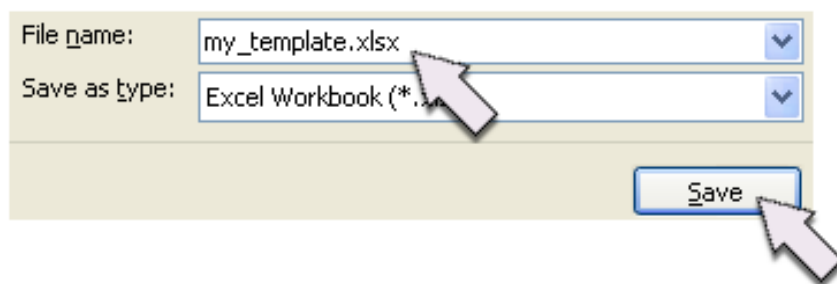 File name:
my_template.xlsx
Save as type:
Excel Workbook (*.
Save